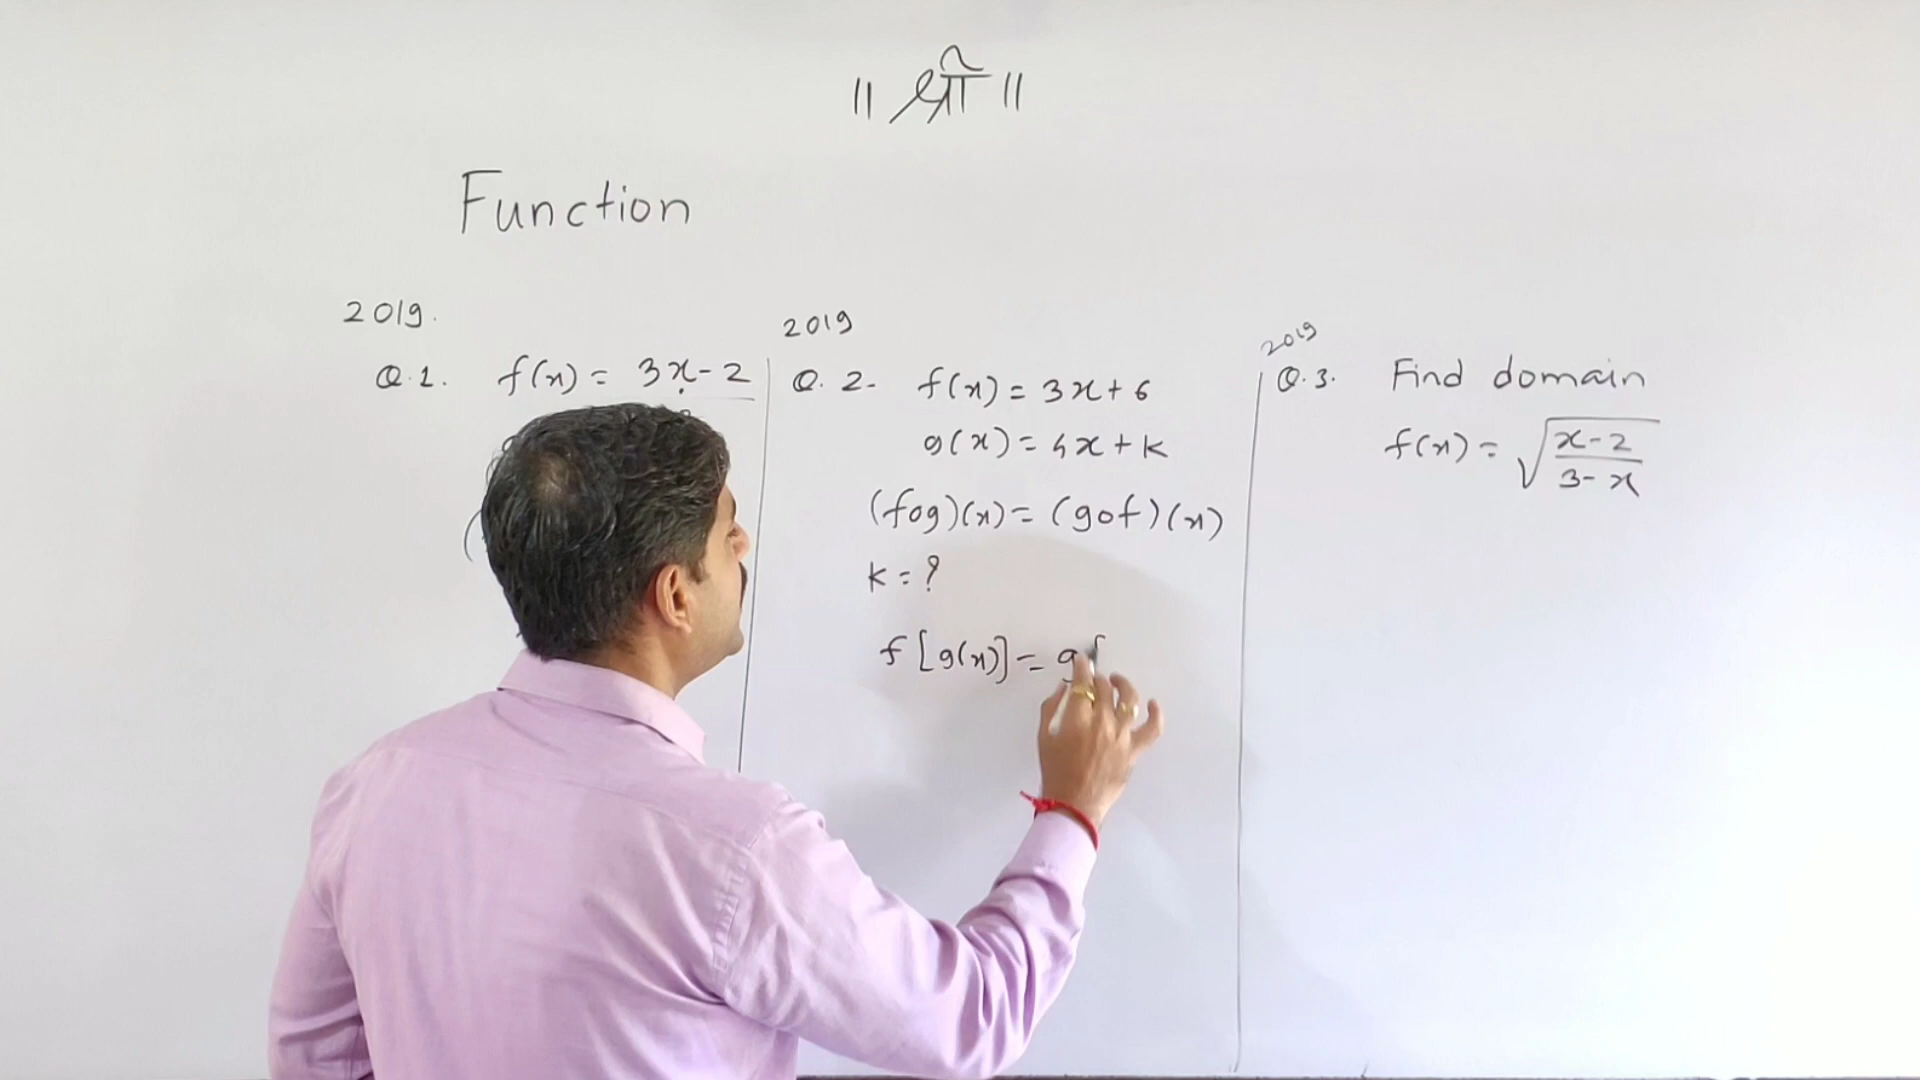 ॥ श्री ॥
Function
2019.
Q.1. f(x) = 3x-2
(
2019
Q. 2- f(x) = 3x+6
g(x) = 4x+k
(fog)(x) = (gof)(x)
k = ?
f[g(x)] = g[
2019
Q.3. Find domain
f(x) = √
x-2
3-x